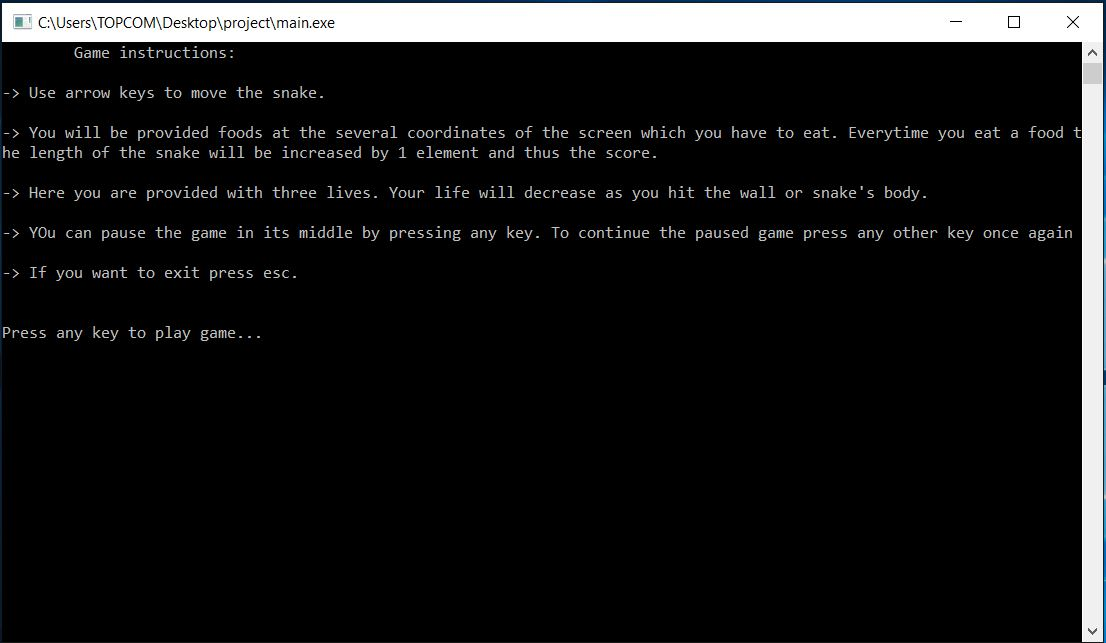 C:\Users\TOPCOM\Desktop\project\main.exe
Game instructions:
-> Use arrow keys to move the snake.
-> You will be provided foods at the several coordinates of the screen which you have to eat. Everytime you eat a food t
he length of the snake will be increased by 1 element and thus the score.
-> Here you are provided with three lives. Your life will decrease as you hit the wall or snake's body.
-> YOu can pause the game in its middle by pressing any key. To continue the paused game press any other key once again
-> If you want to exit press esc.
Press any key to play game...